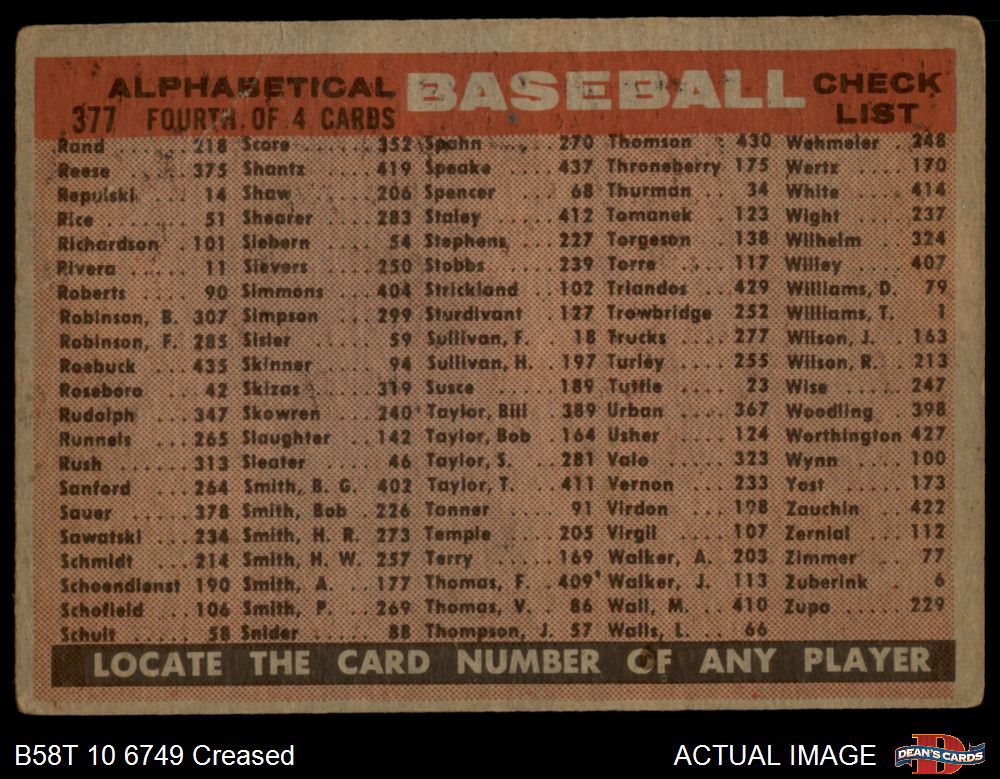 ALPHABETICAL BASEBALL CHECK LIST
377 FOURTH OF 4 CARDS
Rand ..... 218
Reese ..... 375
Repulski . 14
Rice ..... 51
Richardson . 101
Rivera .... 11
Roberts .... 90
Robinson, B. 307
Robinson, F. 285
Roebuck ... 435
Roseboro .. 42
Rudolph .. 347
Runnels ... 265
Rush ...... 313
Sanford ... 264
Sauer ..... 378
Sawatski ... 234
Schmidt ... 214
Schoendienst 190
Schofield .. 106
Schult .... 58
Score ..... 352
Shantz .... 419
Shaw ..... 206
Shearer ... 283
Siebern ... 54
Sievers .... 250
Simmons .. 404
Simpson ... 299
Sisler ..... 59
Skinner .... 94
Skizas .... 319
Skowron .. 240
Slaughter .. 142
Sleater .... 46
Smith, B. G. 402
Smith, Bob . 226
Smith, H. R. 273
Smith, H. W. 257
Smith, A. .. 177
Smith, P. .. 269
Snider ..... 88
Spahn ..... 270
Speake .... 437
Spencer ... 68
Staley .... 412
Stephens .. 227
Stobbs .... 239
Strickland .. 102
Sturdivant .. 127
Sullivan, F. . 18
Sullivan, H. . 197
Susce ..... 189
Taylor, Bill . 389
Taylor, Bob . 164
Taylor, S. .. 281
Taylor, T. .. 411
Tanner .... 91
Temple .... 205
Terry ..... 169
Thomas, F. . 409
Thomas, V. . 86
Thompson, J. 57
Thomson . 430
Throneberry 175
Thurman . 34
Tomanek . 123
Torgeson . 138
Torre .... 117
Triandos .. 429
Trowbridge 252
Trucks ... 277
Turley ... 255
Tuttle ... 23
Urban ... 367
Usher .... 124
Valo ..... 323
Vernon .. 233
Virdon ... 198
Virgil .... 107
Walker, A. 203
Walker, J. 113
Wall, M. .. 410
Walls, L. .. 66
Wehmeier . 248
Wertz .... 170
White .... 414
Wight .... 237
Wilhelm .. 324
Willey .... 407
Williams, D. 79
Williams, T. 1
Wilson, J. . 163
Wilson, R. . 213
Wise ..... 247
Woodling . 398
Worthington 427
Wynn .... 100
Yost ..... 173
Zauchin .. 422
Zernial ... 112
Zimmer ... 77
Zuberink .. 6
Zupo ..... 229
LOCATE THE CARD NUMBER OF ANY PLAYER
B58T 10 6749 Creased
ACTUAL IMAGE
DEAN'S CARDS